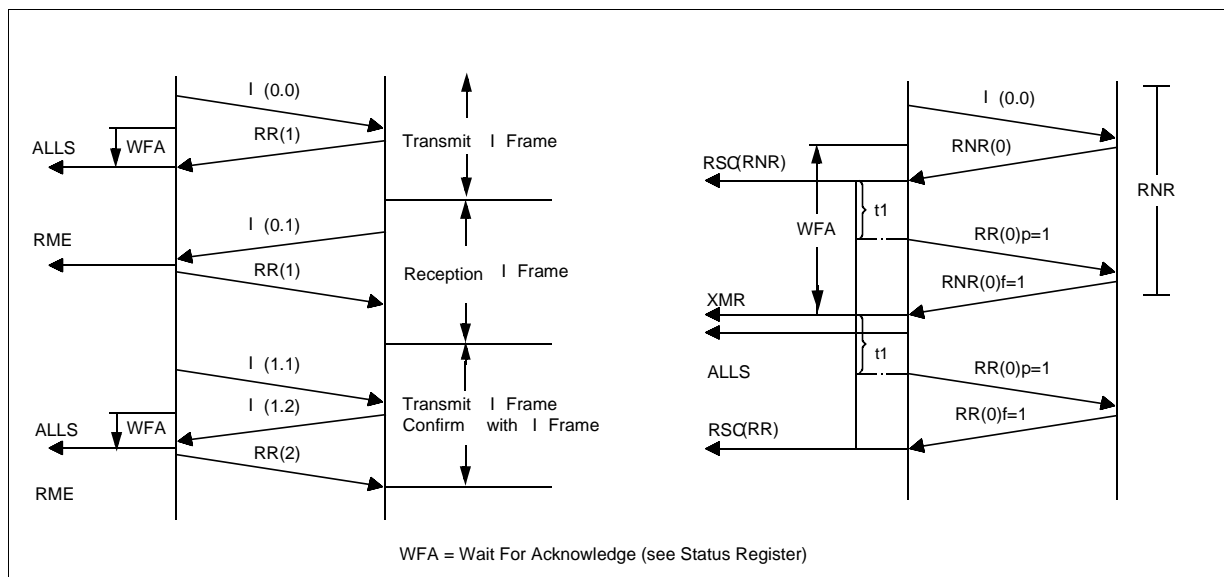 I (0.0)
RR(1)
WFA
ALLS
Transmit I Frame
I (0.1)
RME
RR(1)
Reception I Frame
I (1.1)
I (1.2)
WFA
ALLS
RR(2)
RME
Transmit I Frame
Confirm with I Frame
I (0.0)
RNR(0)
RSC(RNR)
RNR
t1
WFA
RR(0)p=1
RNR(0)f=1
XMR
t1
ALLS
RR(0)p=1
RR(0)f=1
RSC(RR)
WFA = Wait For Acknowledge (see Status Register)